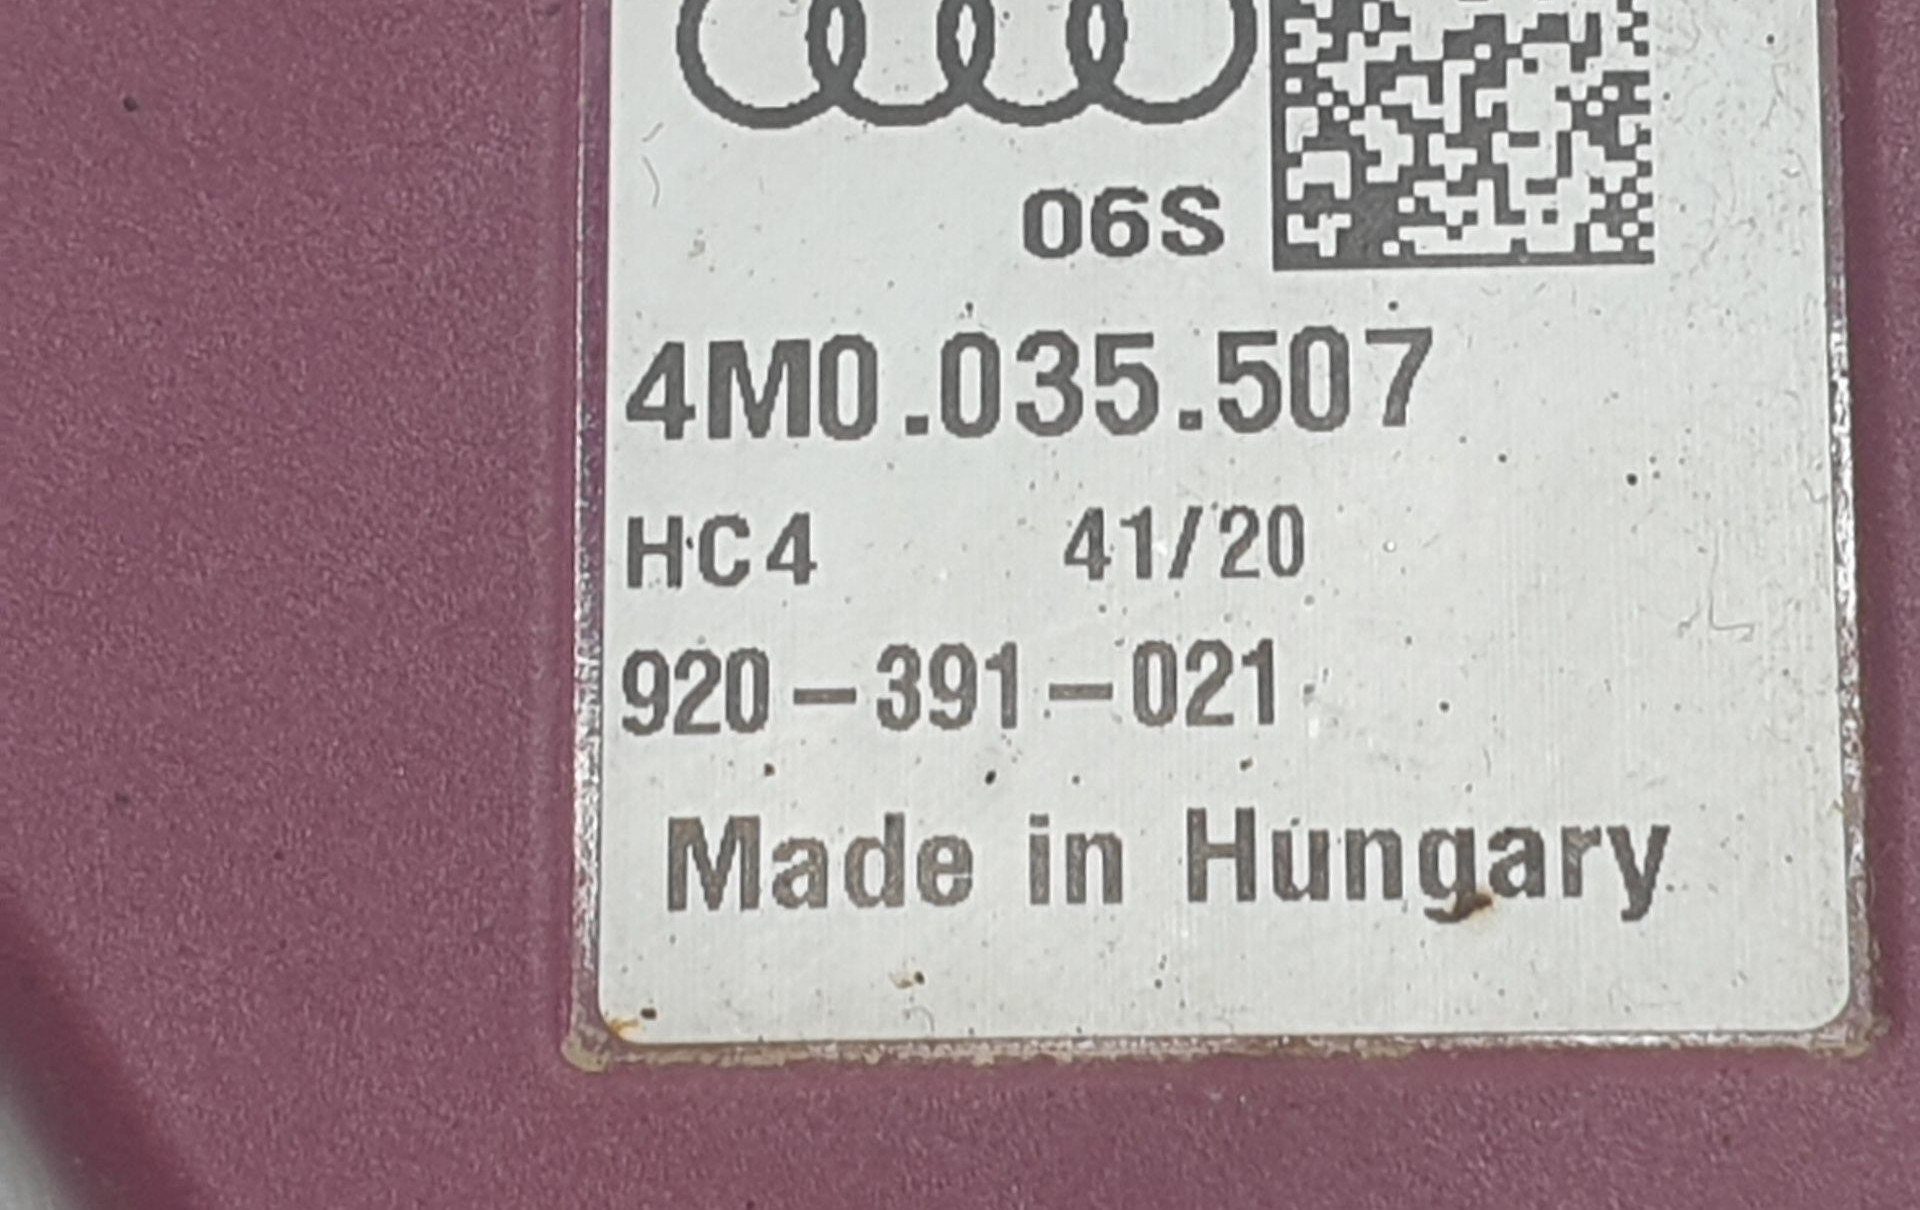 06S
4M0.035.507
HC4 41/20
920-391-021
Made in Hungary